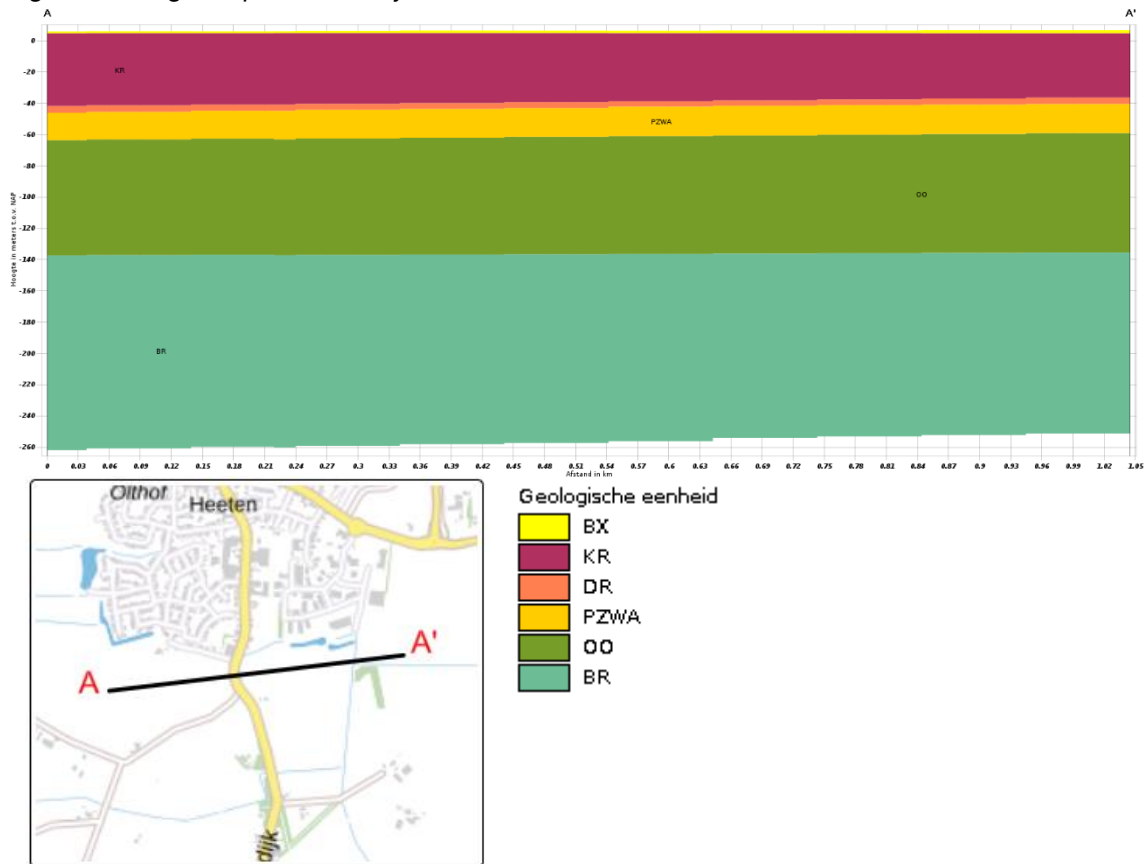 A A'
0
-20
-40
-60
-80
-100
-120
-140
-160
-180
-200
-220
-240
-260
Hoogte in meters t.o.v. NAP
KR
PZWA
OO
BR
0 0.03 0.06 0.09 0.12 0.15 0.18 0.21 0.24 0.27 0.3 0.33 0.36 0.39 0.42 0.45 0.48 0.51 0.54 0.57 0.6 0.63 0.66 0.69 0.72 0.75 0.78 0.81 0.84 0.87 0.9 0.93 0.96 0.99 1.02 1.05
Afstand in km
Olthof
Heeten
A
A'
dijk
Geologische eenheid
BX
KR
DR
PZWA
OO
BR